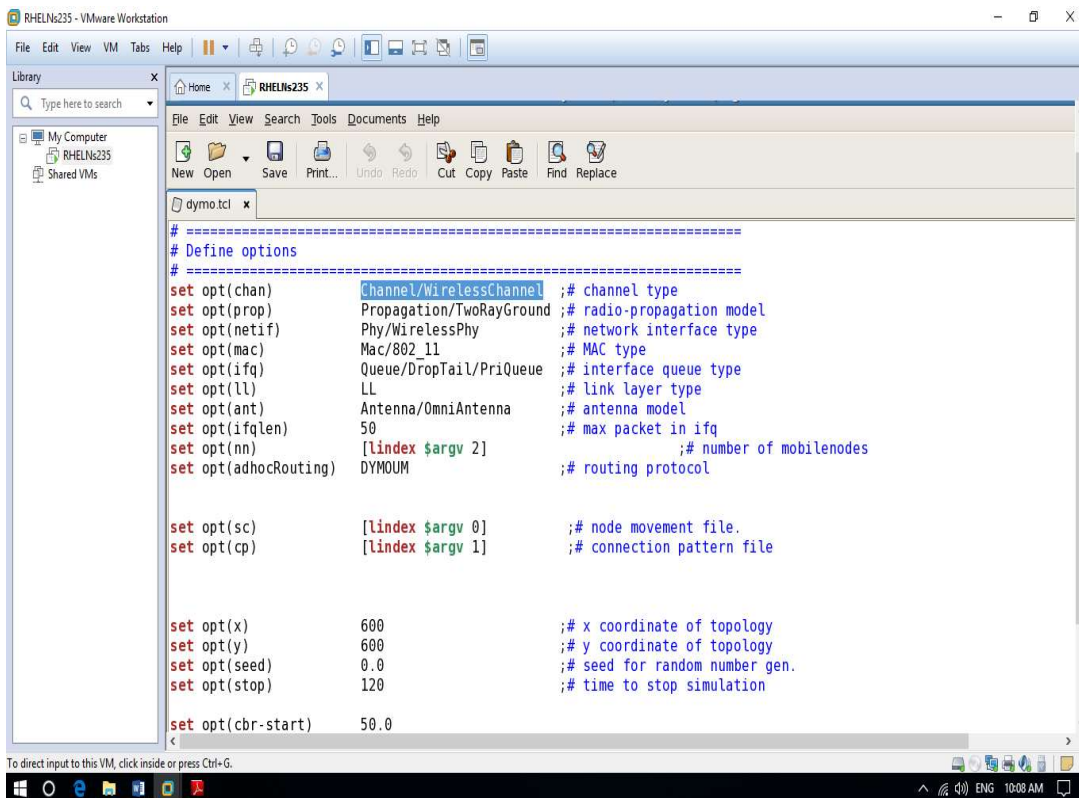 RHELNs235 - VMware Workstation
File Edit View VM Tabs Help
Library x
Type here to search
My Computer
RHELNs235
Shared VMs
Home × RHELNs235 ×
File Edit View Search Tools Documents Help
New Open Save Print... Undo Redo Cut Copy Paste Find Replace
dymo.tcl x
# ======================================================================
# Define options
# ======================================================================
set opt(chan) Channel/WirelessChannel ;# channel type
set opt(prop) Propagation/TwoRayGround ;# radio-propagation model
set opt(netif) Phy/WirelessPhy ;# network interface type
set opt(mac) Mac/802_11 ;# MAC type
set opt(ifq) Queue/DropTail/PriQueue ;# interface queue type
set opt(ll) LL ;# link layer type
set opt(ant) Antenna/OmniAntenna ;# antenna model
set opt(ifqlen) 50 ;# max packet in ifq
set opt(nn) [lindex $argv 2] ;# number of mobilenodes
set opt(adhocRouting) DYMOUM ;# routing protocol
set opt(sc) [lindex $argv 0] ;# node movement file.
set opt(cp) [lindex $argv 1] ;# connection pattern file
set opt(x) 600 ;# x coordinate of topology
set opt(y) 600 ;# y coordinate of topology
set opt(seed) 0.0 ;# seed for random number gen.
set opt(stop) 120 ;# time to stop simulation
set opt(cbr-start) 50.0
To direct input to this VM, click inside or press Ctrl+G.
ENG 10:08 AM